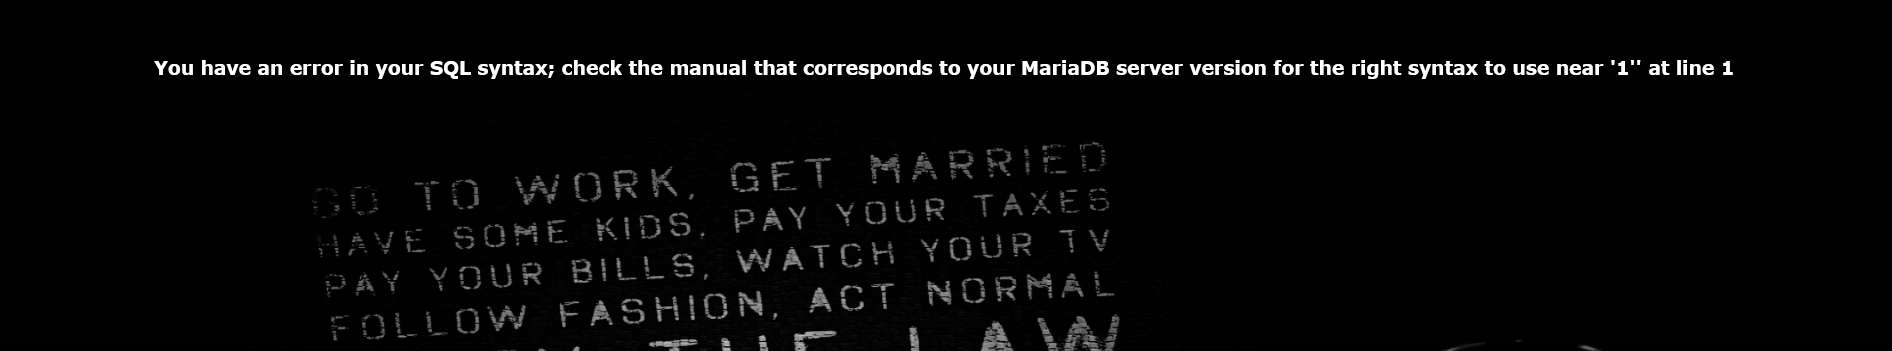 You have an error in your SQL syntax; check the manual that corresponds to your MariaDB server version for the right syntax to use near '1'' at line 1
GO TO WORK, GET MARRIED
HAVE SOME KIDS, PAY YOUR TAXES
PAY YOUR BILLS, WATCH YOUR TV
FOLLOW FASHION, ACT NORMAL
THE LAW